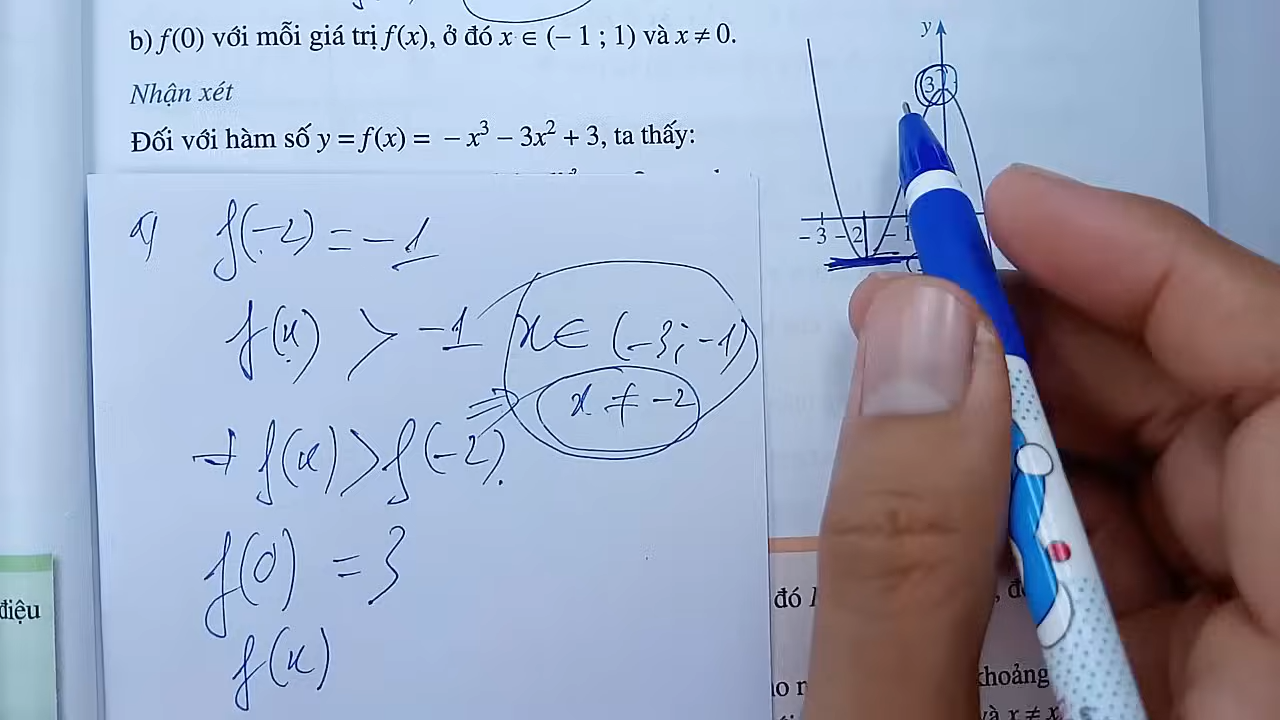 b) f(0) với mỗi giá trị f(x), ở đó x ∈ (– 1 ; 1) và x ≠ 0.
Nhận xét
Đối với hàm số y = f(x) = – x³ – 3x² + 3, ta thấy:
y
3
– 3 – 2 – 1
a) f(–2) = –1
f(x) > –1 x ∈ (–3; –1)
⇒ x ≠ –2
→ f(x) > f(–2).
f(0) = 3
f(x)
điệu
đó
khoảng
và x ≠ x